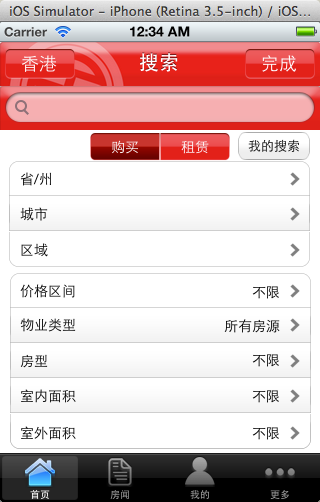 iOS Simulator – iPhone (Retina 3.5-inch) / iOS...
Carrier 12:34 AM
香港 搜索 完成
购买 租赁 我的搜索
省/州
城市
区域
价格区间 不限
物业类型 所有房源
房型 不限
室内面积 不限
室外面积 不限
首页 房闻 我的 更多